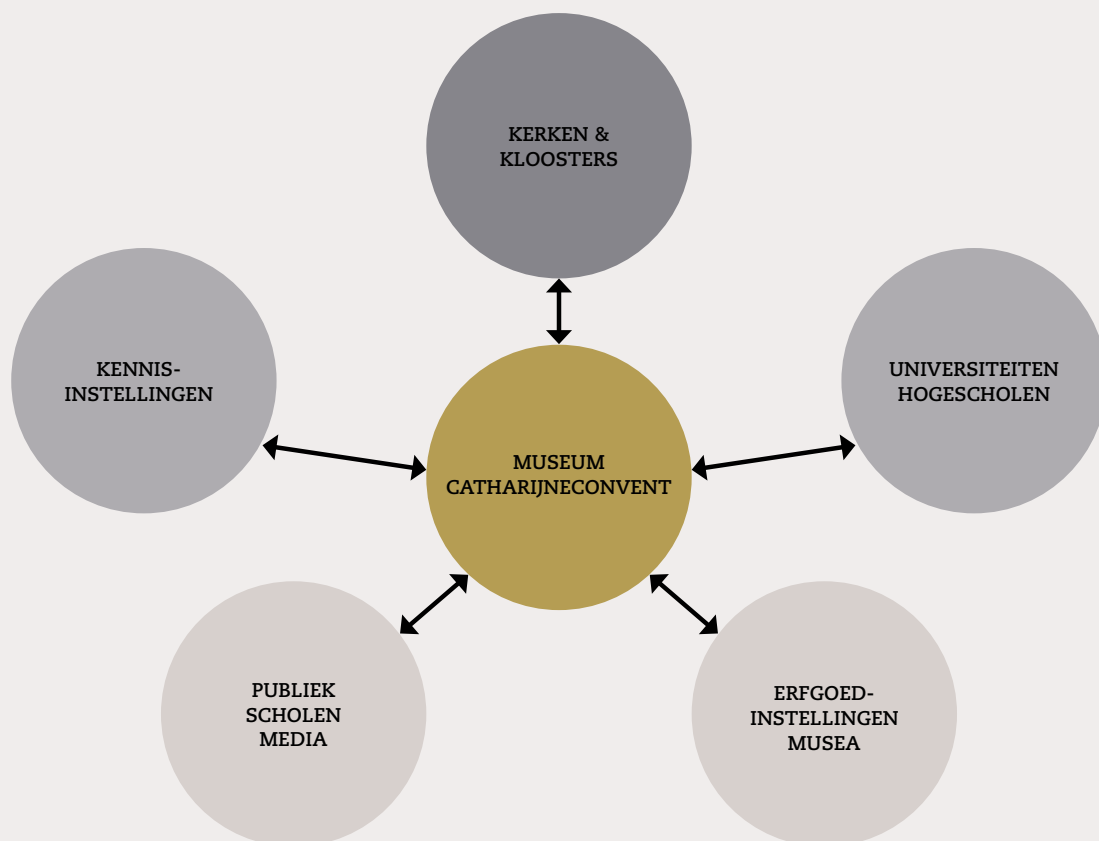 KERKEN &
KLOOSTERS
KENNIS-
INSTELLINGEN
UNIVERSITEITEN
HOGESCHOLEN
MUSEUM
CATHARIJNECONVENT
PUBLIEK
SCHOLEN
MEDIA
ERFGOED-
INSTELLINGEN
MUSEA